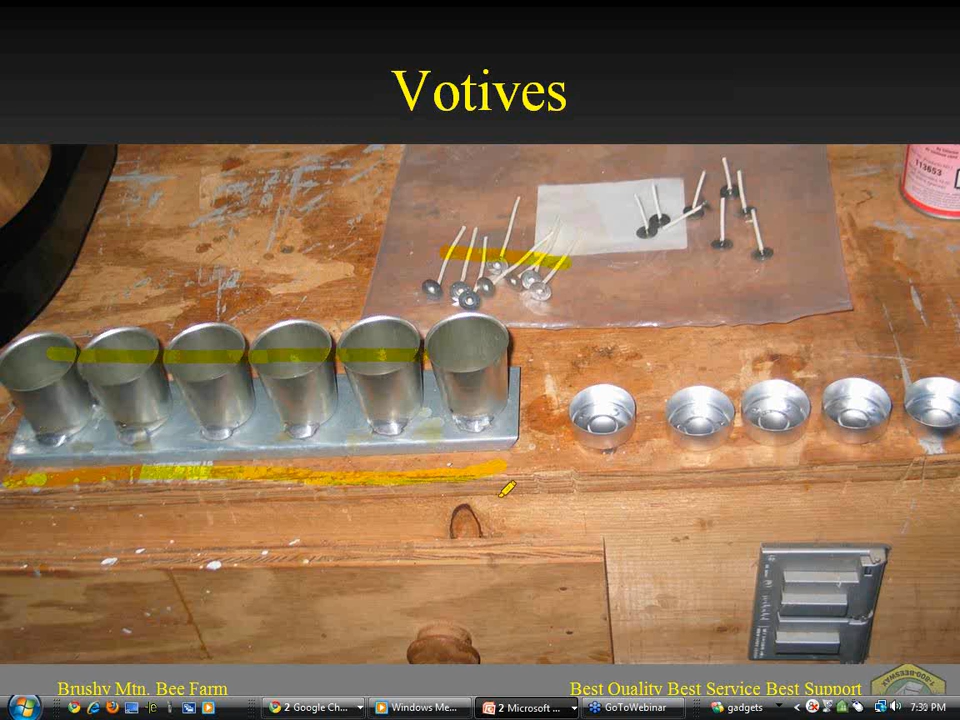 Votives
113653
Brushy Mtn. Bee Farm
Best Quality Best Service Best Support
2 Google Ch...
Windows Me...
2 Microsoft ...
GoToWebinar
gadgets
7:39 PM